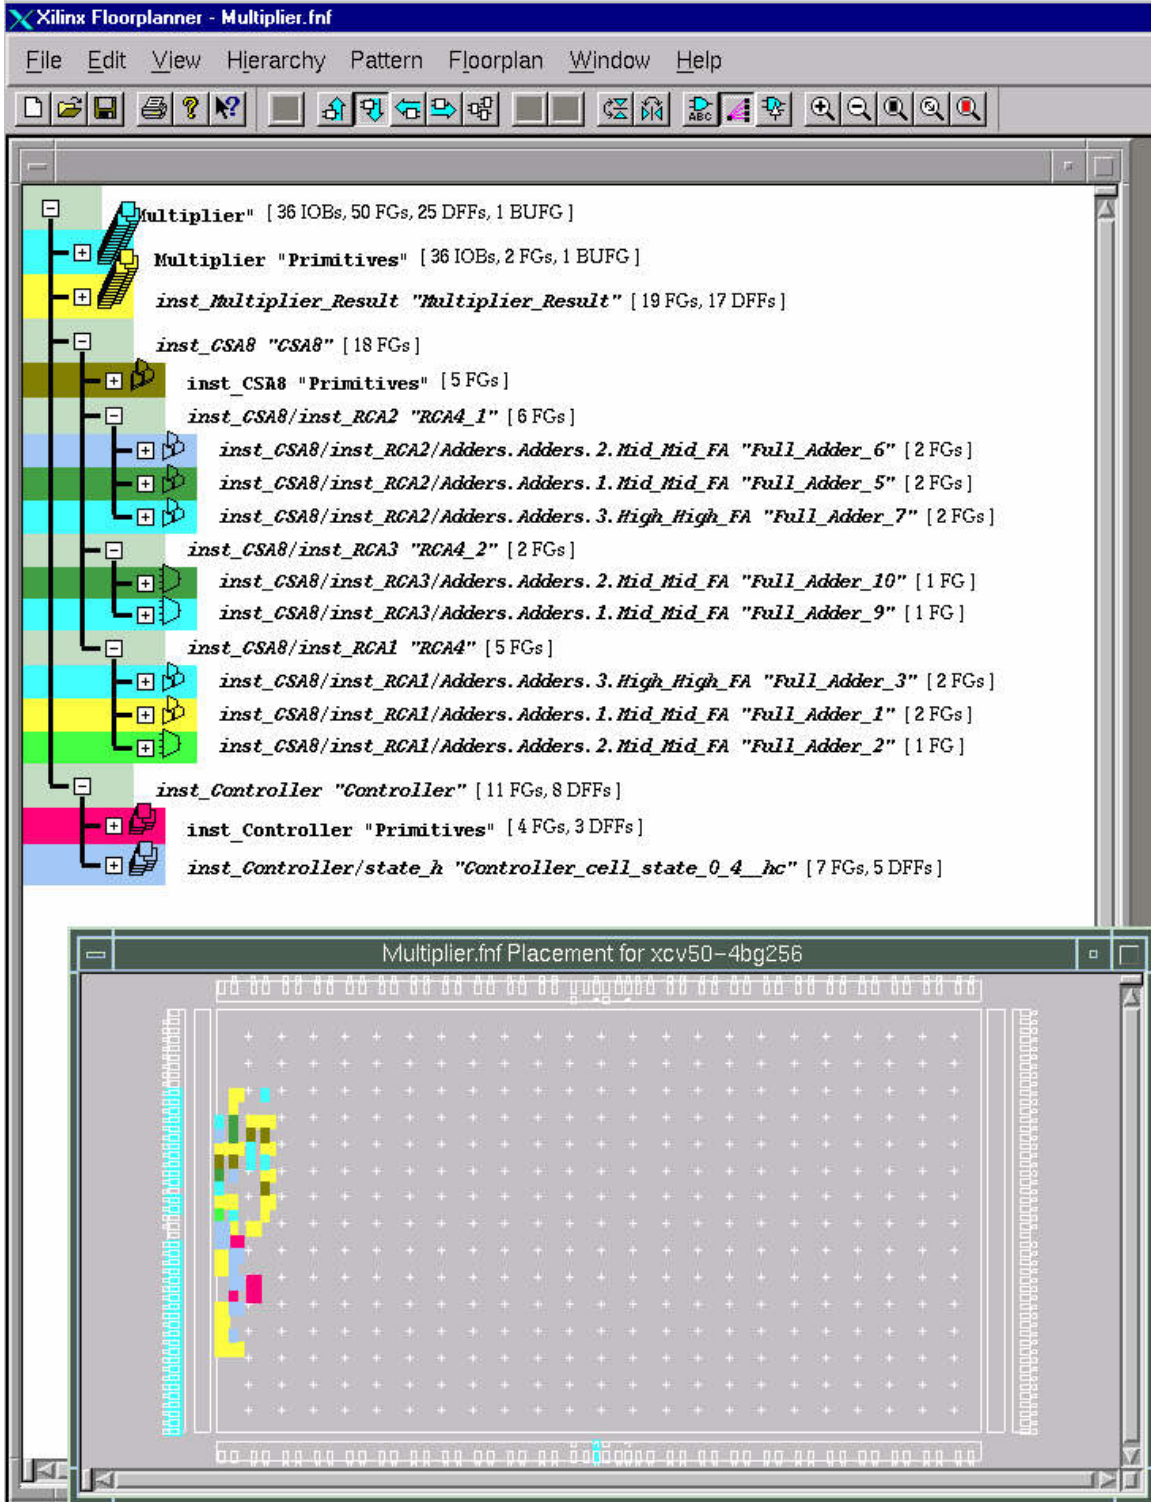 Xilinx Floorplanner - Multiplier.fnf
File Edit View Hierarchy Pattern Floorplan Window Help
ABC
Multiplier" [ 36 IOBs, 50 FGs, 25 DFFs, 1 BUFG ]
Multiplier "Primitives" [ 36 IOBs, 2 FGs, 1 BUFG ]
inst_Multiplier_Result "Multiplier_Result" [ 19 FGs, 17 DFFs ]
inst_CSA8 "CSA8" [ 18 FGs ]
inst_CSA8 "Primitives" [ 5 FGs ]
inst_CSA8/inst_RCA2 "RCA4_1" [ 6 FGs ]
inst_CSA8/inst_RCA2/Adders.Adders.2.Mid_Mid_FA "Full_Adder_6" [ 2 FGs ]
inst_CSA8/inst_RCA2/Adders.Adders.1.Mid_Mid_FA "Full_Adder_5" [ 2 FGs ]
inst_CSA8/inst_RCA2/Adders.Adders.3.High_High_FA "Full_Adder_7" [ 2 FGs ]
inst_CSA8/inst_RCA3 "RCA4_2" [ 2 FGs ]
inst_CSA8/inst_RCA3/Adders.Adders.2.Mid_Mid_FA "Full_Adder_10" [ 1 FG ]
inst_CSA8/inst_RCA3/Adders.Adders.1.Mid_Mid_FA "Full_Adder_9" [ 1 FG ]
inst_CSA8/inst_RCA1 "RCA4" [ 5 FGs ]
inst_CSA8/inst_RCA1/Adders.Adders.3.High_High_FA "Full_Adder_3" [ 2 FGs ]
inst_CSA8/inst_RCA1/Adders.Adders.1.Mid_Mid_FA "Full_Adder_1" [ 2 FGs ]
inst_CSA8/inst_RCA1/Adders.Adders.2.Mid_Mid_FA "Full_Adder_2" [ 1 FG ]
inst_Controller "Controller" [ 11 FGs, 8 DFFs ]
inst_Controller "Primitives" [ 4 FGs, 3 DFFs ]
inst_Controller/state_h "Controller_cell_state_0_4__hc" [ 7 FGs, 5 DFFs ]
Multiplier.fnf Placement for xcv50-4bg256